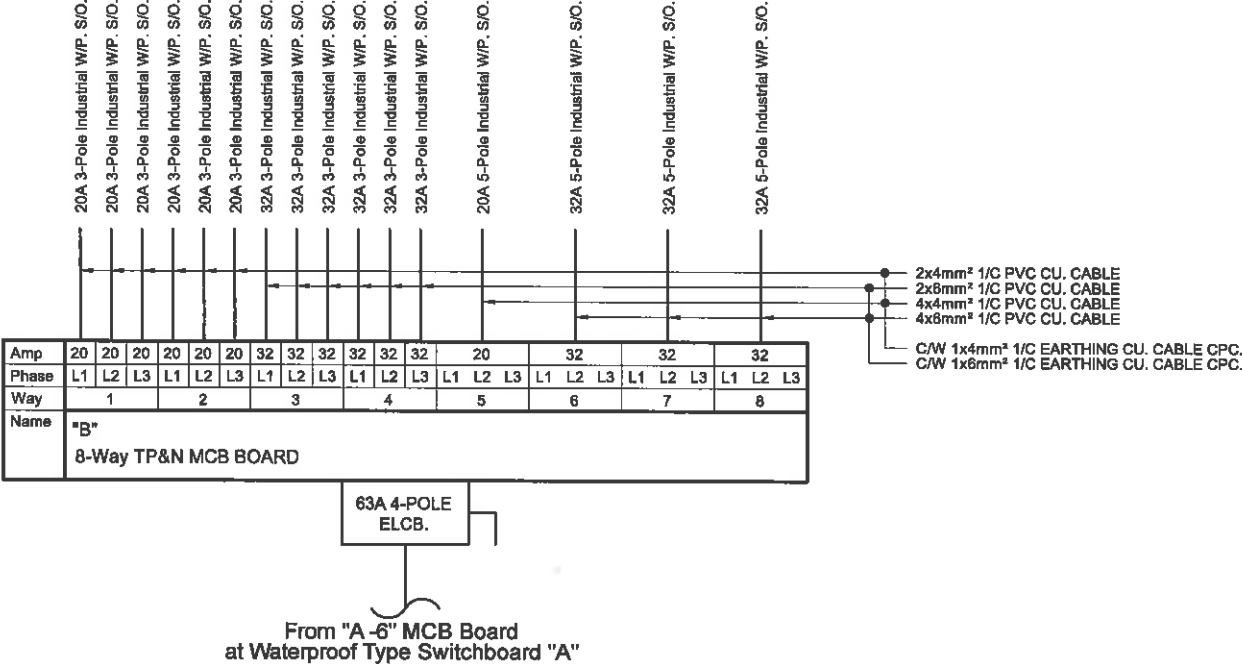 20A 3-Pole Industrial W/P. S/O.
20A 3-Pole Industrial W/P. S/O.
20A 3-Pole Industrial W/P. S/O.
20A 3-Pole Industrial W/P. S/O.
20A 3-Pole Industrial W/P. S/O.
20A 3-Pole Industrial W/P. S/O.
32A 3-Pole Industrial W/P. S/O.
32A 3-Pole Industrial W/P. S/O.
32A 3-Pole Industrial W/P. S/O.
32A 3-Pole Industrial W/P. S/O.
32A 3-Pole Industrial W/P. S/O.
32A 3-Pole Industrial W/P. S/O.
20A 5-Pole Industrial W/P. S/O.
32A 5-Pole Industrial W/P. S/O.
32A 5-Pole Industrial W/P. S/O.
32A 5-Pole Industrial W/P. S/O.
2x4mm² 1/C PVC CU. CABLE
2x6mm² 1/C PVC CU. CABLE
4x4mm² 1/C PVC CU. CABLE
4x6mm² 1/C PVC CU. CABLE
C/W 1x4mm² 1/C EARTHING CU. CABLE CPC.
C/W 1x6mm² 1/C EARTHING CU. CABLE CPC.
Amp 20 20 20 20 20 20 32 32 32 32 32 32 20 32 32 32
Phase L1 L2 L3 L1 L2 L3 L1 L2 L3 L1 L2 L3 L1 L2 L3 L1 L2 L3 L1 L2 L3 L1 L2 L3
Way 1 2 3 4 5 6 7 8
Name "B"
8-Way TP&N MCB BOARD
63A 4-POLE
ELCB.
From "A -6" MCB Board
at Waterproof Type Switchboard "A"